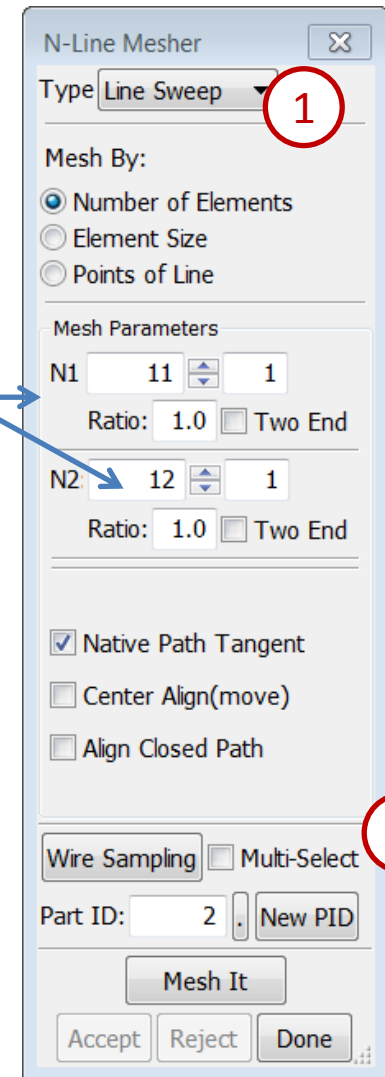 N-Line Mesher
Type Line Sweep 1
Mesh By:
Number of Elements
Element Size
Points of Line
Mesh Parameters
N1 11 1
Ratio: 1.0 Two End
N2: 12 1
Ratio: 1.0 Two End
Native Path Tangent
Center Align(move)
Align Closed Path
Wire Sampling Multi-Select
Part ID: 2 . New PID
Mesh It
Accept Reject Done